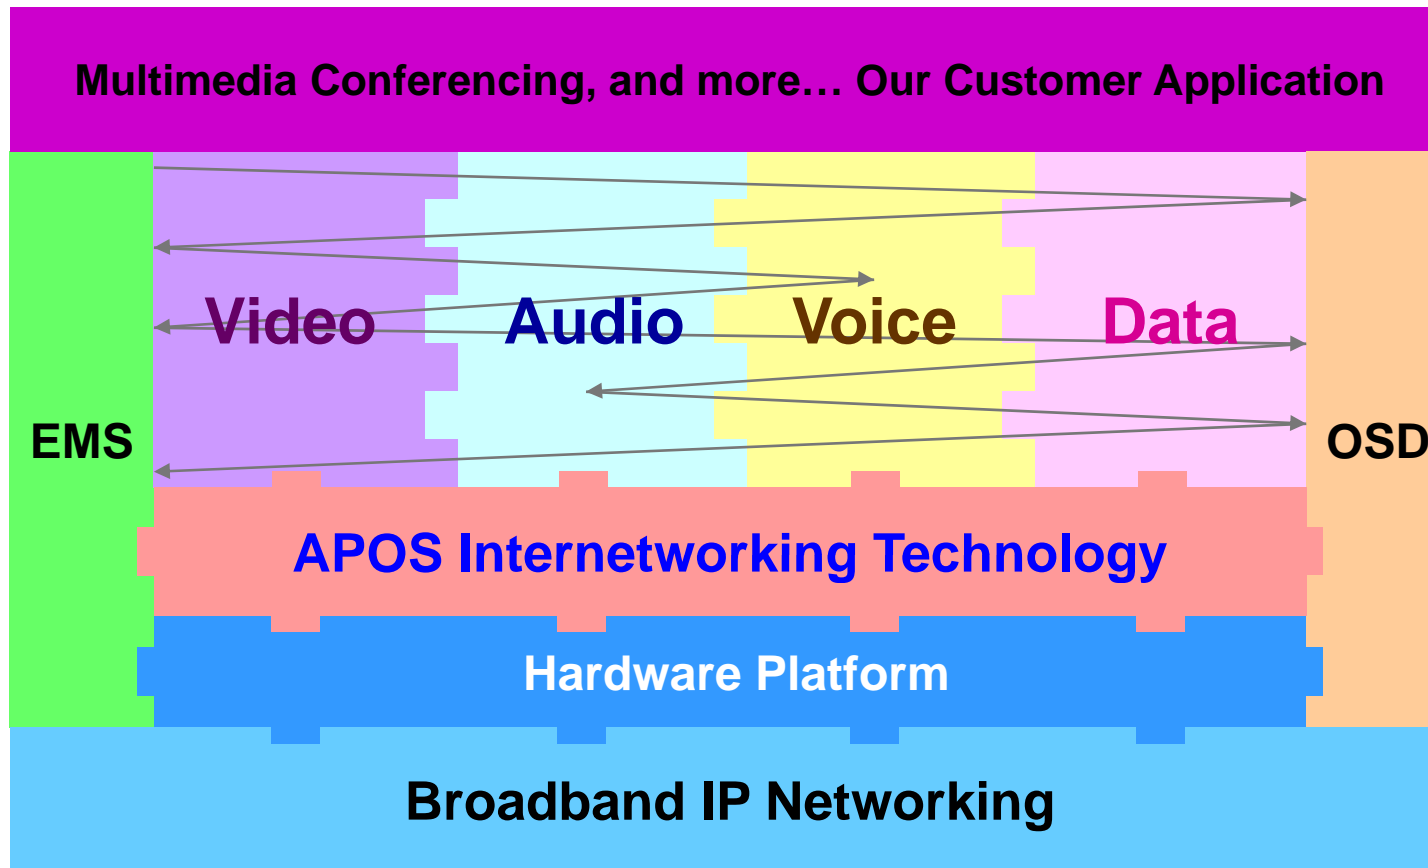 Multimedia Conferencing, and more… Our Customer Application
Video Audio Voice Data
EMS OSD
APOS Internetworking Technology
Hardware Platform
Broadband IP Networking